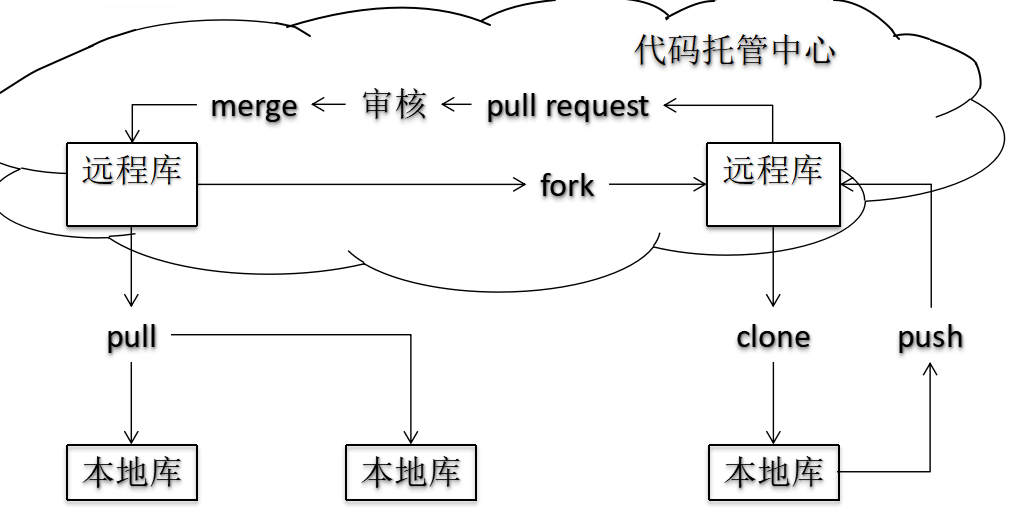 代码托管中心
merge
审核
pull request
远程库
fork
远程库
pull
clone
push
本地库
本地库
本地库